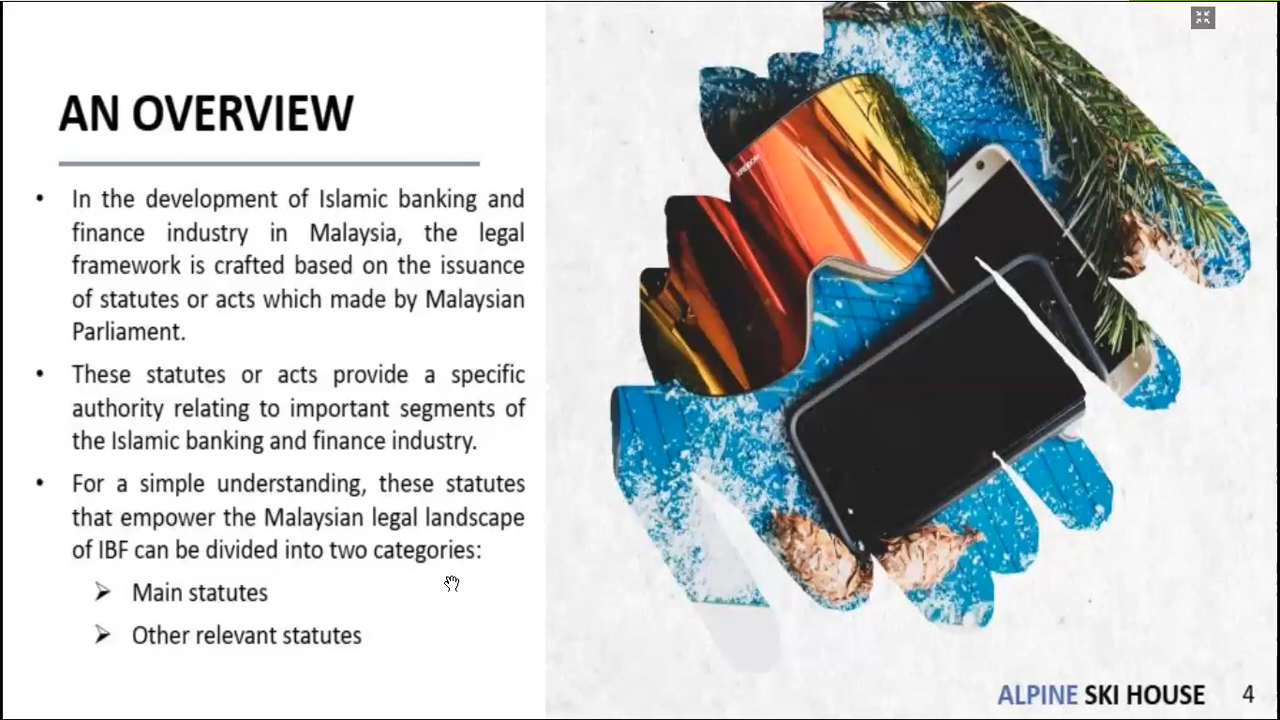 AN OVERVIEW
• In the development of Islamic banking and
finance industry in Malaysia, the legal
framework is crafted based on the issuance
of statutes or acts which made by Malaysian
Parliament.
• These statutes or acts provide a specific
authority relating to important segments of
the Islamic banking and finance industry.
• For a simple understanding, these statutes
that empower the Malaysian legal landscape
of IBF can be divided into two categories:
➢ Main statutes
➢ Other relevant statutes
ALPINE SKI HOUSE 4